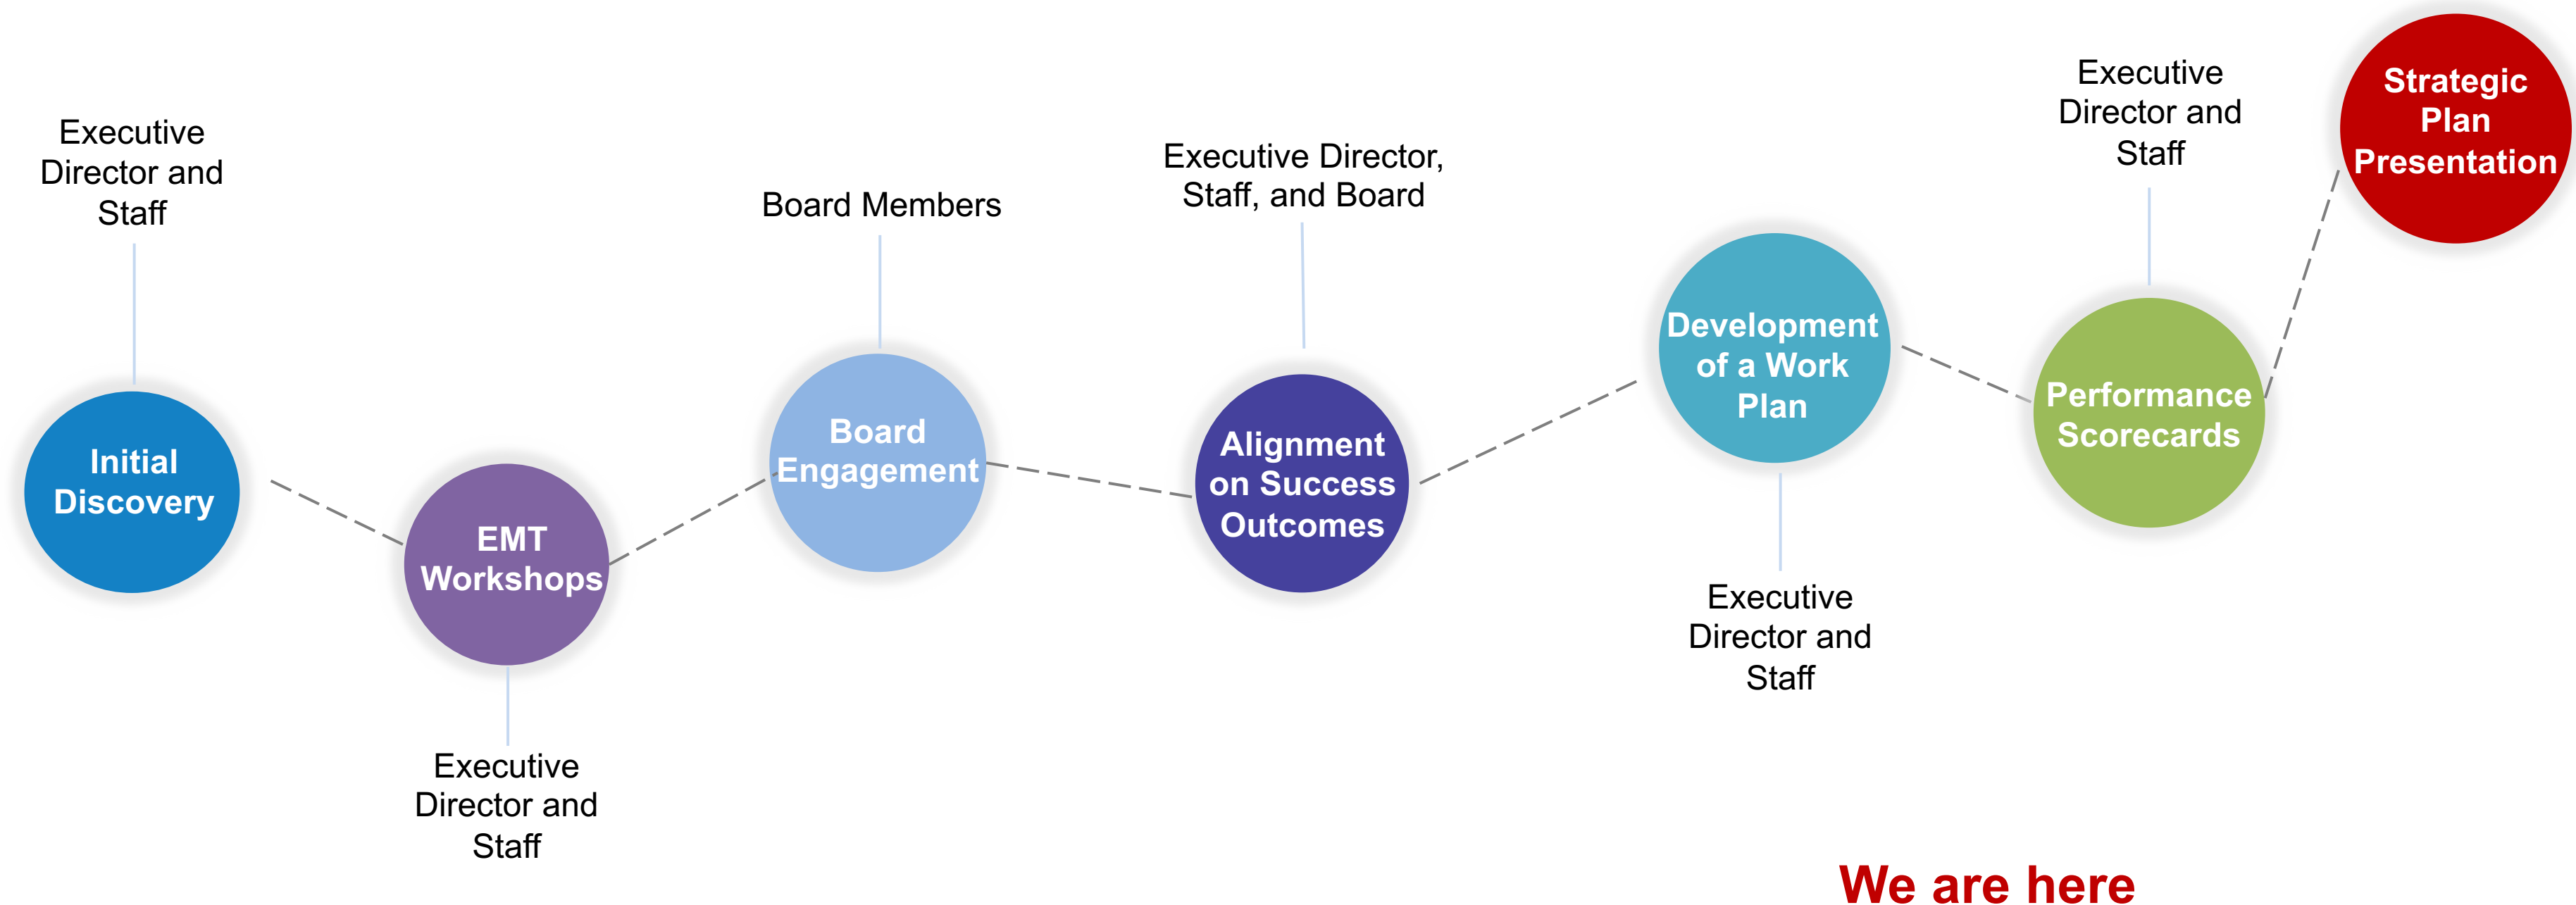 Executive
Director and
Staff
Initial
Discovery
EMT
Workshops
Executive
Director and
Staff
Board Members
Board
Engagement
Executive Director,
Staff, and Board
Alignment
on Success
Outcomes
Development
of a Work
Plan
Executive
Director and
Staff
Executive
Director and
Staff
Performance
Scorecards
Strategic
Plan
Presentation
We are here